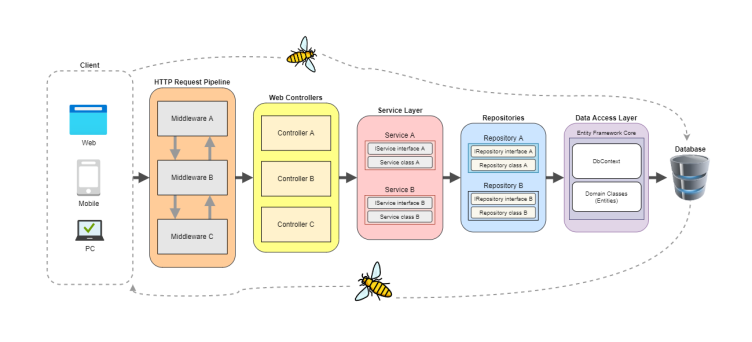 Client
Web
Mobile
PC
HTTP Request Pipeline
Middleware A
Middleware B
Middleware C
Web Controllers
Controller A
Controller B
Controller C
Service Layer
Service A
IService interface A
Service class A
Service B
IService interface B
Service class B
Repositories
Repository A
IRepository interface A
Repository class A
Repository B
IRepository interface B
Repository class B
Data Access Layer
Entity Framework Core
DbContext
Domain Classes
(Entities)
Database